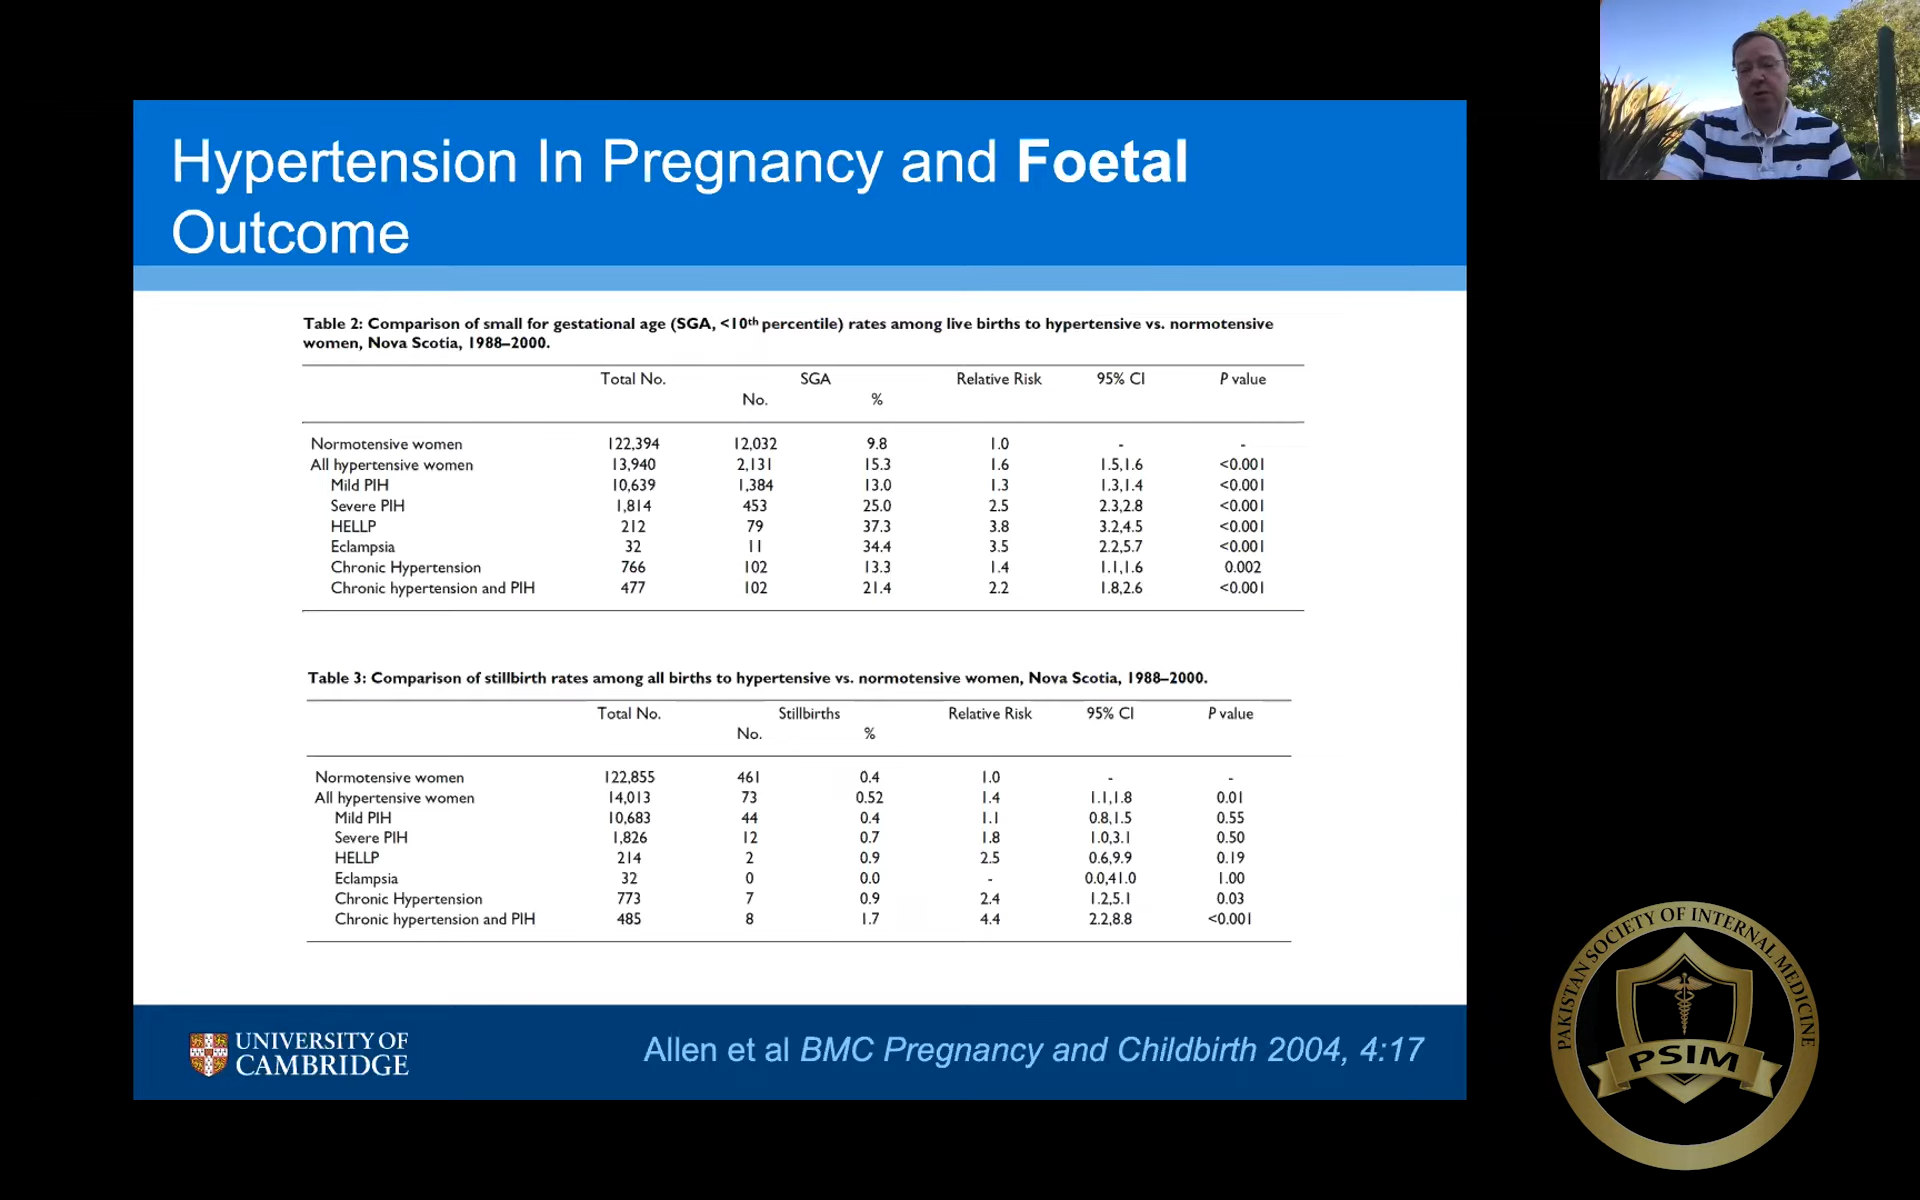 Hypertension In Pregnancy and Foetal
Outcome
Table 2: Comparison of small for gestational age (SGA, <10th percentile) rates among live births to hypertensive vs. normotensive
women, Nova Scotia, 1988–2000.
Total No. SGA Relative Risk 95% CI P value
No. %
Normotensive women 122,394 12,032 9.8 1.0 - -
All hypertensive women 13,940 2,131 15.3 1.6 1.5,1.6 <0.001
Mild PIH 10,639 1,384 13.0 1.3 1.3,1.4 <0.001
Severe PIH 1,814 453 25.0 2.5 2.3,2.8 <0.001
HELLP 212 79 37.3 3.8 3.2,4.5 <0.001
Eclampsia 32 11 34.4 3.5 2.2,5.7 <0.001
Chronic Hypertension 766 102 13.3 1.4 1.1,1.6 0.002
Chronic hypertension and PIH 477 102 21.4 2.2 1.8,2.6 <0.001
Table 3: Comparison of stillbirth rates among all births to hypertensive vs. normotensive women, Nova Scotia, 1988–2000.
Total No. Stillbirths Relative Risk 95% CI P value
No. %
Normotensive women 122,855 461 0.4 1.0 - -
All hypertensive women 14,013 73 0.52 1.4 1.1,1.8 0.01
Mild PIH 10,683 44 0.4 1.1 0.8,1.5 0.55
Severe PIH 1,826 12 0.7 1.8 1.0,3.1 0.50
HELLP 214 2 0.9 2.5 0.6,9.9 0.19
Eclampsia 32 0 0.0 - 0.0,41.0 1.00
Chronic Hypertension 773 7 0.9 2.4 1.2,5.1 0.03
Chronic hypertension and PIH 485 8 1.7 4.4 2.2,8.8 <0.001
UNIVERSITY OF
CAMBRIDGE
Allen et al BMC Pregnancy and Childbirth 2004, 4:17
PAKISTAN SOCIETY OF INTERNAL MEDICINE
PSIM